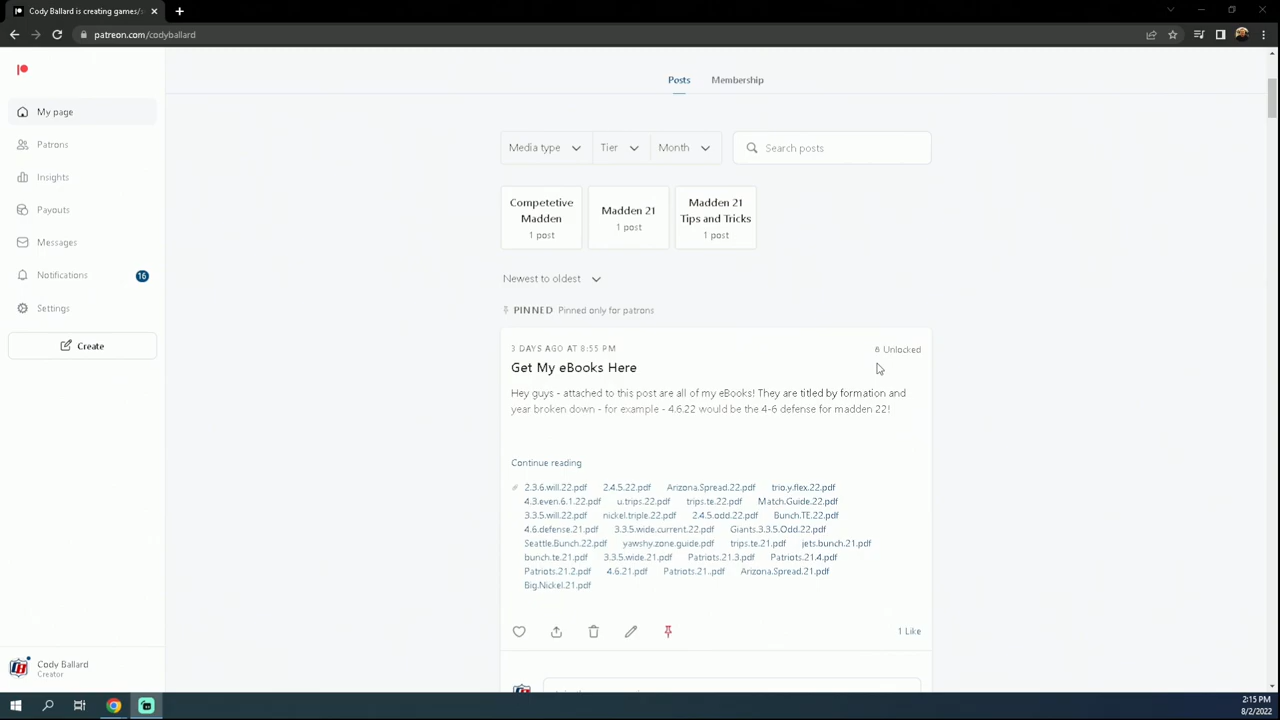 Cody Ballard is creating games/s
patreon.com/codyballard
My page
Patrons
Insights
Payouts
Messages
Notifications 16
Settings
Create
Posts Membership
Media type Tier Month Search posts
Competetive
Madden
1 post
Madden 21
1 post
Madden 21
Tips and Tricks
1 post
Newest to oldest
PINNED Pinned only for patrons
3 DAYS AGO AT 8:55 PM Unlocked
Get My eBooks Here
Hey guys - attached to this post are all of my eBooks! They are titled by formation and
year broken down - for example - 4.6.22 would be the 4-6 defense for madden 22!
Continue reading
2.3.6.will.22.pdf 2.4.5.22.pdf Arizona.Spread.22.pdf trio.y.flex.22.pdf
4.3.even.6.1.22.pdf u.trips.22.pdf trips.te.22.pdf Match.Guide.22.pdf
3.3.5.will.22.pdf nickel.triple.22.pdf 2.4.5.odd.22.pdf Bunch.TE.22.pdf
4.6.defense.21.pdf 3.3.5.wide.current.22.pdf Giants.3.3.5.Odd.22.pdf
Seattle.Bunch.22.pdf yawshy.zone.guide.pdf trips.te.21.pdf jets.bunch.21.pdf
bunch.te.21.pdf 3.3.5.wide.21.pdf Patriots.21.3.pdf Patriots.21.4.pdf
Patriots.21.2.pdf 4.6.21.pdf Patriots.21..pdf Arizona.Spread.21.pdf
Big.Nickel.21.pdf
1 Like
Cody Ballard
Creator
2:15 PM
8/2/2022